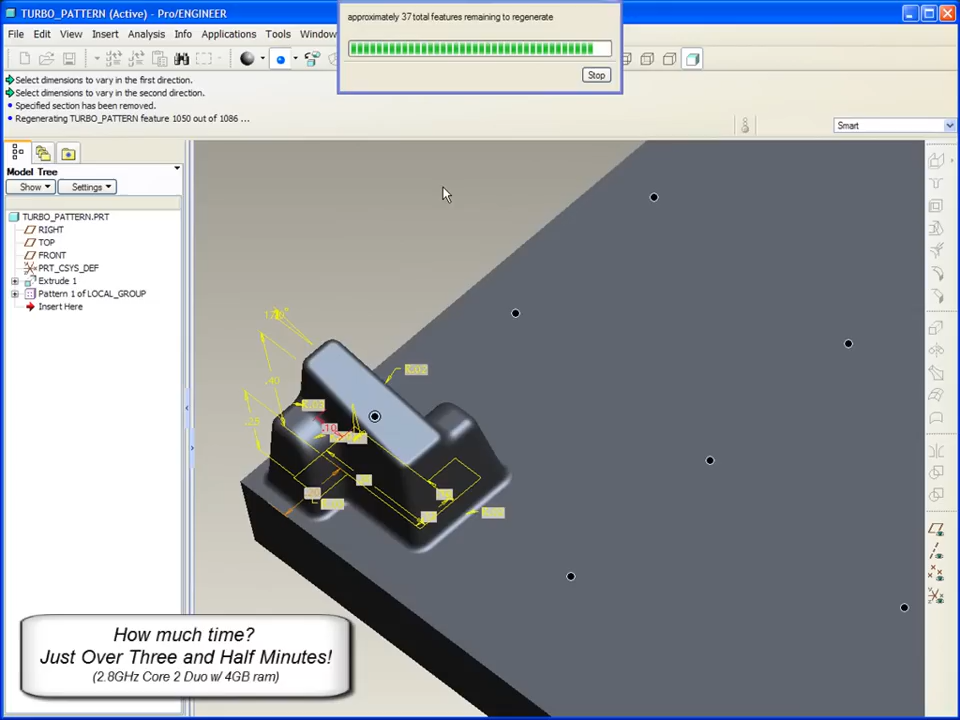 TURBO_PATTERN (Active) - Pro/ENGINEER
approximately 37 total features remaining to regenerate
File Edit View Insert Analysis Info Applications Tools Window
Stop
Select dimensions to vary in the first direction.
Select dimensions to vary in the second direction.
Specified section has been removed.
Regenerating TURBO_PATTERN feature 1050 out of 1086 ...
Smart
Model Tree
Show
Settings
TURBO_PATTERN.PRT
RIGHT
TOP
FRONT
PRT_CSYS_DEF
Extrude 1
Pattern 1 of LOCAL_GROUP
Insert Here
R.02
.40
.10
How much time?
Just Over Three and Half Minutes!
(2.8GHz Core 2 Duo w/ 4GB ram)